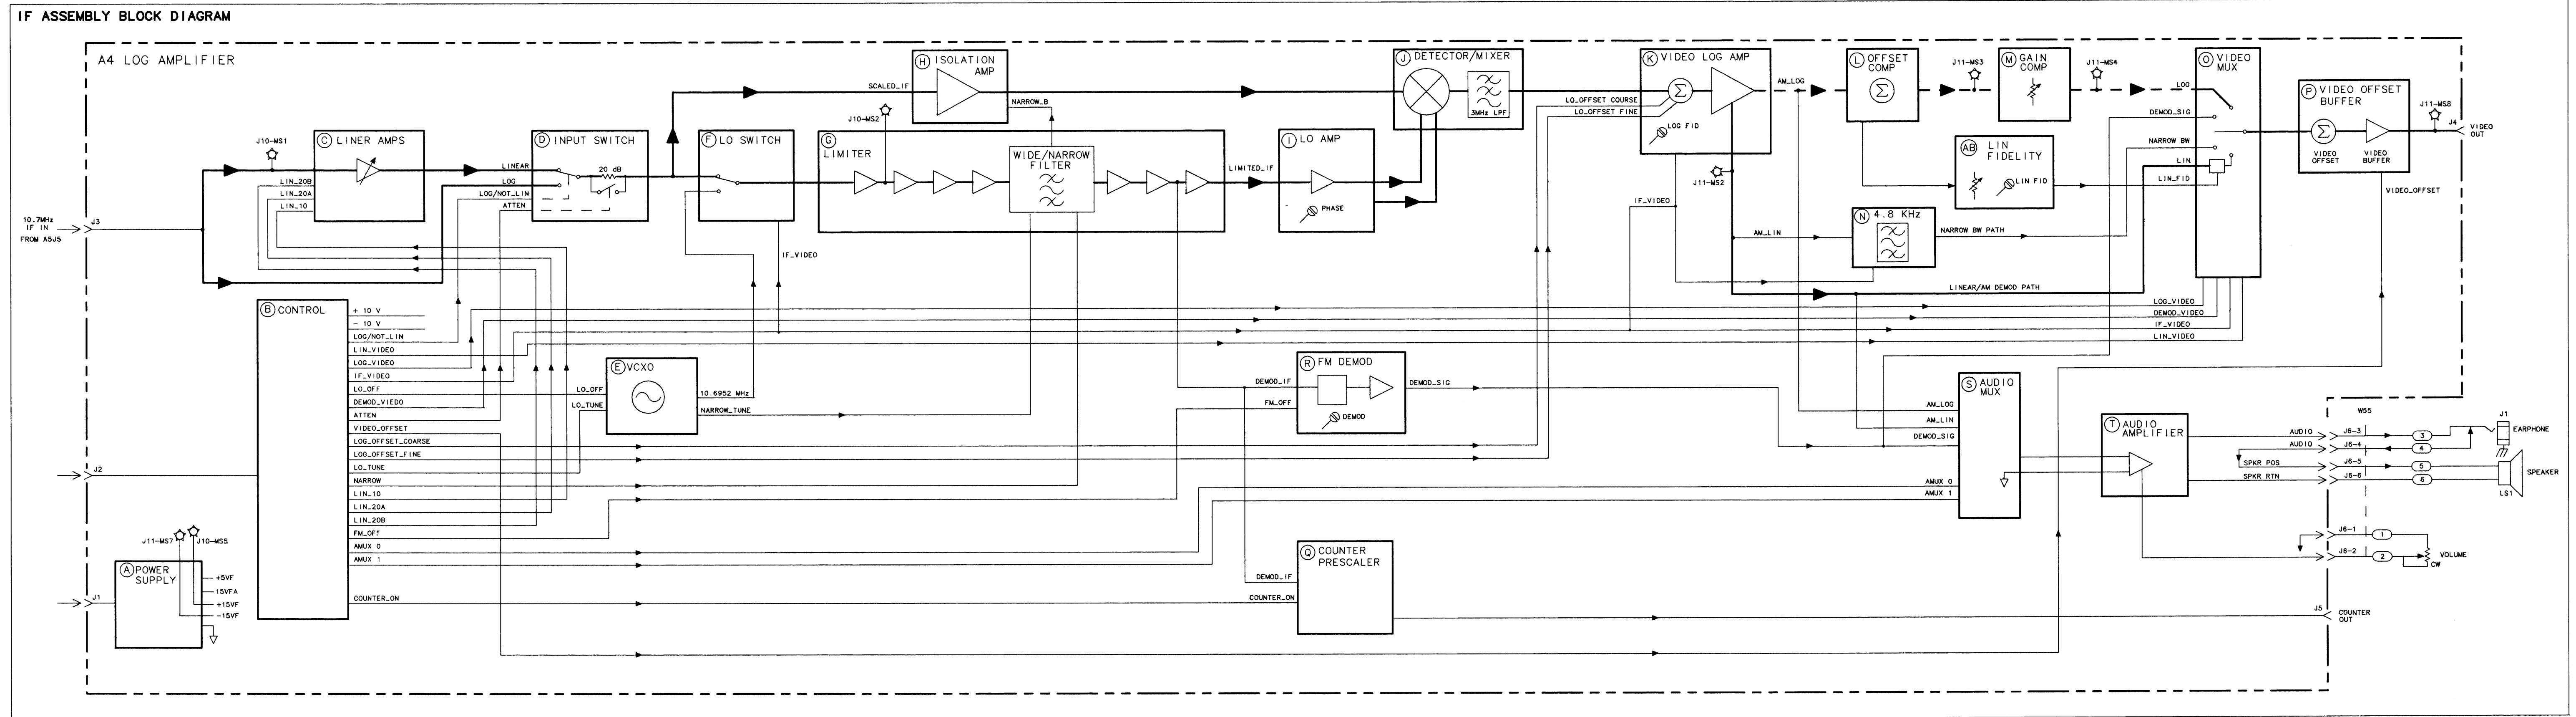 IF ASSEMBLY BLOCK DIAGRAM
A4 LOG AMPLIFIER
10.7MHz
IF IN
FROM A5J5
J3
J10-MS1
C LINER AMPS
LIN_20B
LIN_20A
LIN_10
LINEAR
LOG
LOG/NOT_LIN
ATTEN
D INPUT SWITCH
20 dB
F LO SWITCH
IF_VIDEO
SCALED_IF
H ISOLATION
AMP
NARROW_B
J10-MS2
G
LIMITER
WIDE/NARROW
FILTER
LIMITED_IF
I LO AMP
PHASE
J DETECTOR/MIXER
3MHz LPF
LO_OFFSET COURSE
LO_OFFSET FINE
K VIDEO LOG AMP
LOG FID
AM_LOG
J11-MS2
IF_VIDEO
AM_LIN
L OFFSET
COMP
J11-MS3
M GAIN
COMP
J11-MS4
AB LIN
FIDELITY
LIN FID
N 4.8 KHz
NARROW BW PATH
LINEAR/AM DEMOD PATH
O VIDEO
MUX
LOG
DEMOD_SIG
NARROW BW
LIN
LIN_FID
LOG_VIDEO
DEMOD_VIDEO
IF_VIDEO
LIN_VIDEO
P VIDEO OFFSET
BUFFER
VIDEO
OFFSET
VIDEO
BUFFER
VIDEO_OFFSET
J11-MS8
J4
VIDEO
OUT
B CONTROL
+ 10 V
- 10 V
LOG/NOT_LIN
LIN_VIDEO
LOG_VIDEO
IF_VIDEO
LO_OFF
DEMOD_VIEDO
ATTEN
VIDEO_OFFSET
LOG_OFFSET_COARSE
LOG_OFFSET_FINE
LO_TUNE
NARROW
LIN_10
LIN_20A
LIN_20B
FM_OFF
AMUX 0
AMUX 1
COUNTER_ON
J2
J1
J11-MS7
J10-MS5
A POWER
SUPPLY
+5VF
15VFA
+15VF
-15VF
LO_OFF
LO_TUNE
E VCXO
10.6952 MHz
NARROW_TUNE
DEMOD_IF
FM_OFF
R FM DEMOD
DEMOD
DEMOD_SIG
DEMOD_IF
COUNTER_ON
Q COUNTER
PRESCALER
AM_LOG
AM_LIN
DEMOD_SIG
AMUX 0
AMUX 1
S AUDIO
MUX
T AUDIO
AMPLIFIER
W55
AUDIO
J6-3
3
AUDIO
J6-4
4
SPKR POS
J6-5
5
SPKR RTN
J6-6
6
J1
EARPHONE
SPEAKER
LS1
J6-1
1
J6-2
2
VOLUME
CW
J5
COUNTER
OUT